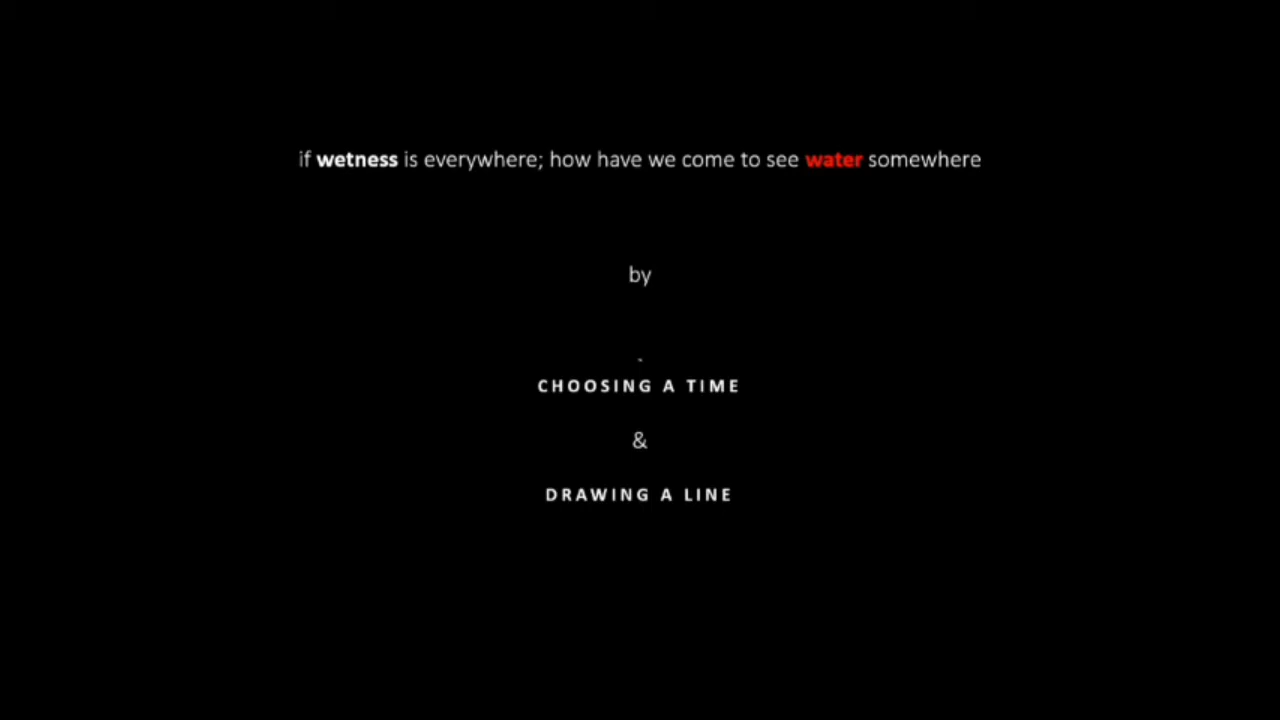 if wetness is everywhere; how have we come to see water somewhere
by
CHOOSING A TIME
&
DRAWING A LINE